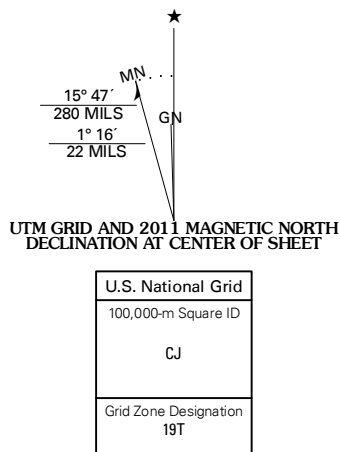 ★
MN
15° 47´
280 MILS
GN
1° 16´
22 MILS
UTM GRID AND 2011 MAGNETIC NORTH
DECLINATION AT CENTER OF SHEET
U.S. National Grid
100,000-m Square ID
CJ
Grid Zone Designation
19T